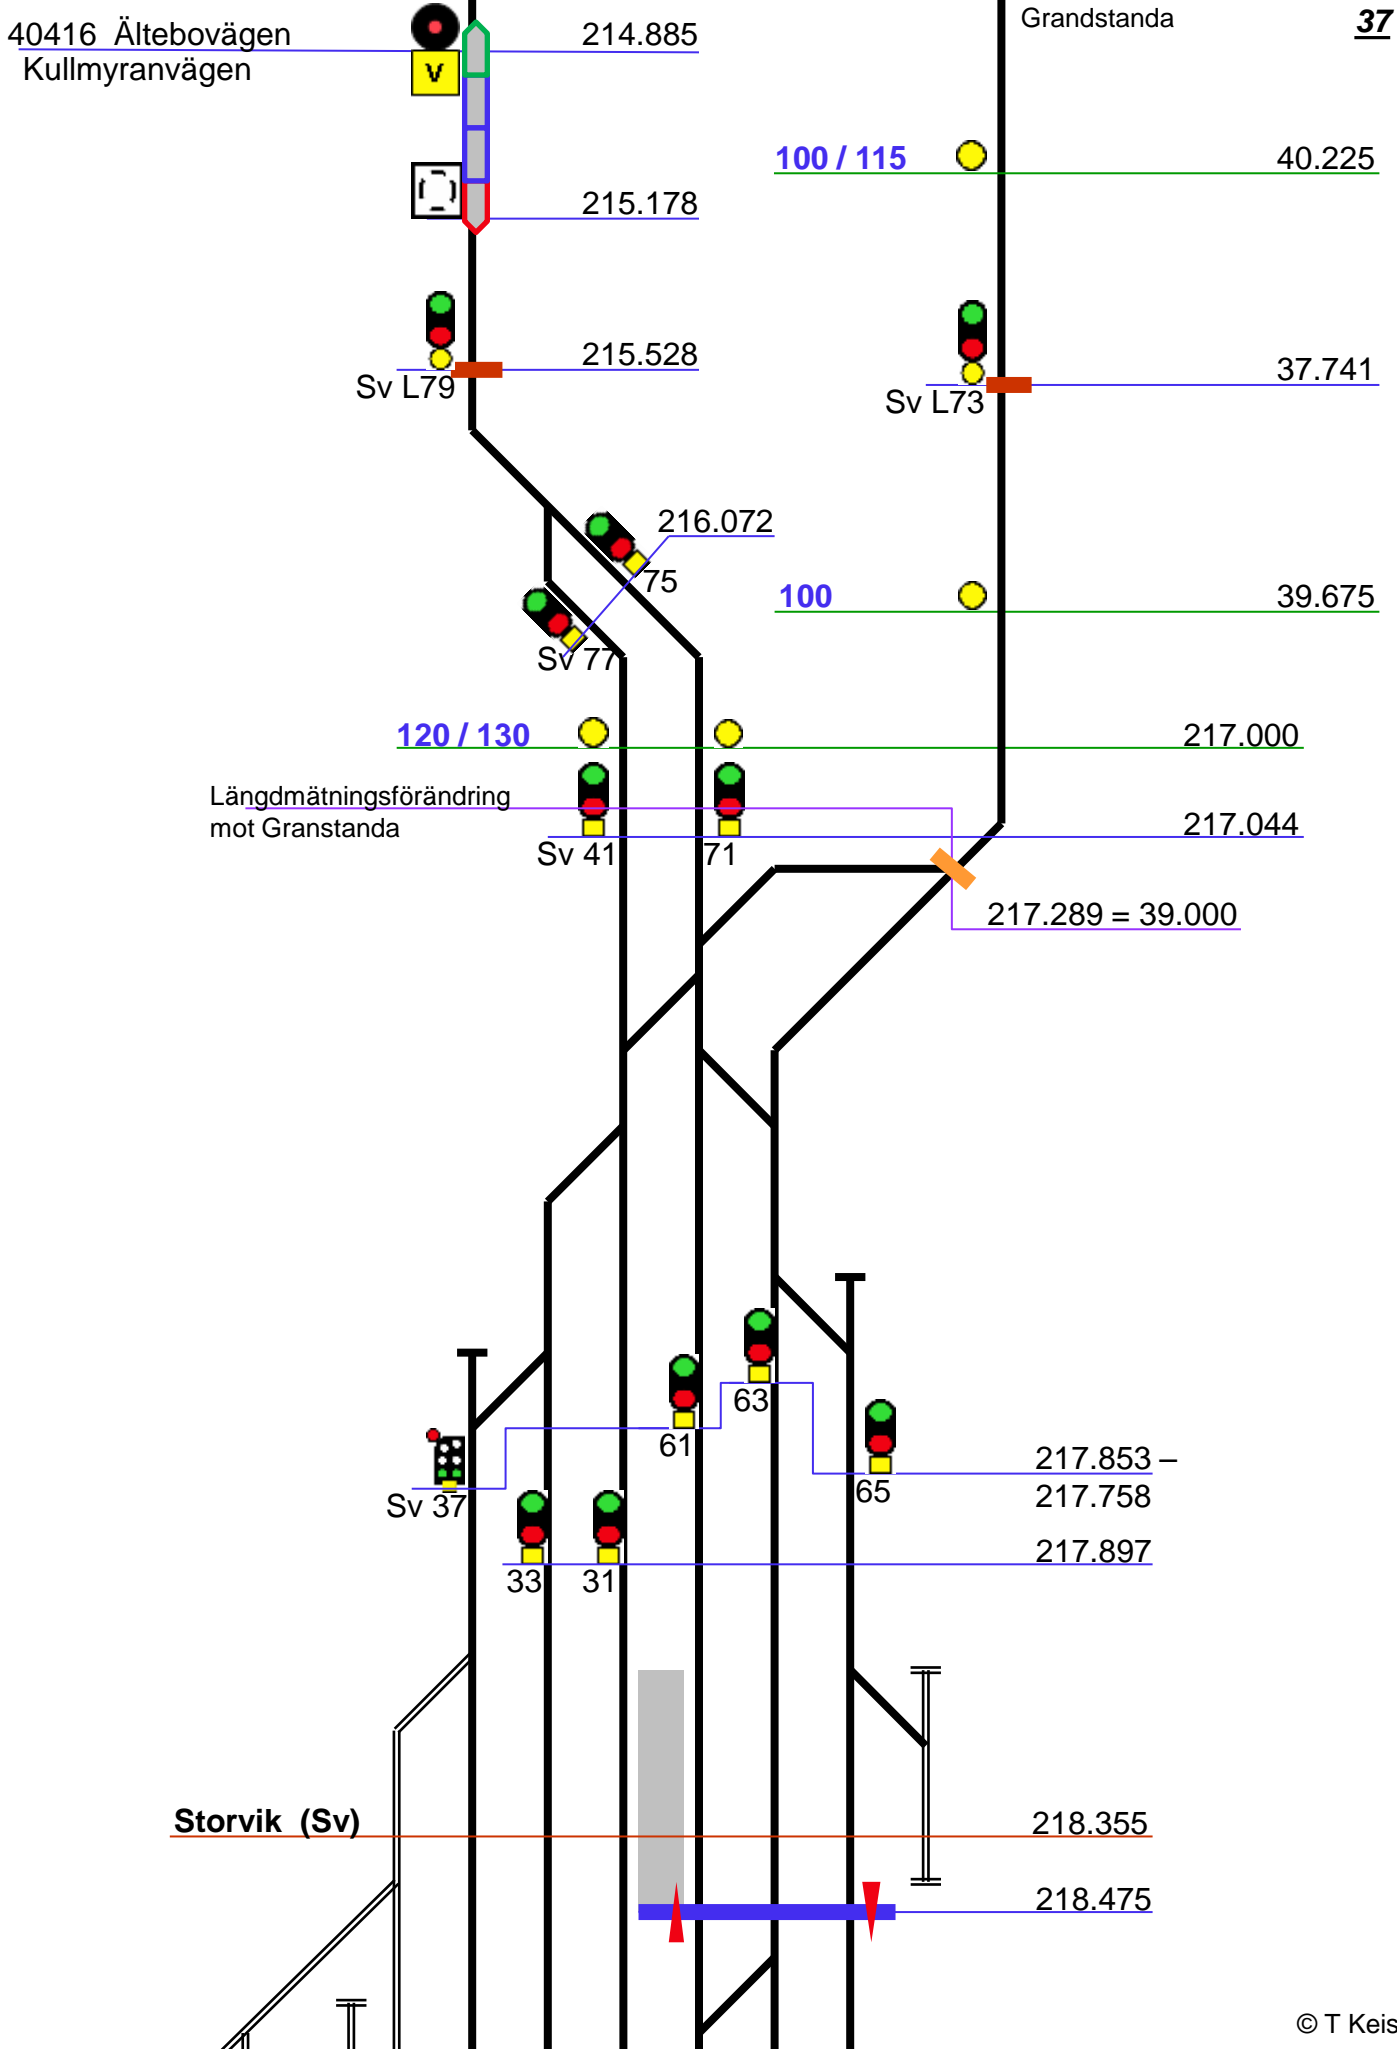 Grandstanda
37
40416 Ältebovägen
214.885
Kullmyranvägen
V
100 / 115
40.225
215.178
215.528
Sv L79
37.741
Sv L73
216.072
75
100
39.675
Sv 77
120 / 130
217.000
Längdmätningsförändring
mot Granstanda
217.044
Sv 41
71
217.289 = 39.000
63
61
217.853 –
65
217.758
Sv 37
217.897
33
31
Storvik (Sv)
218.355
218.475
© T Keis